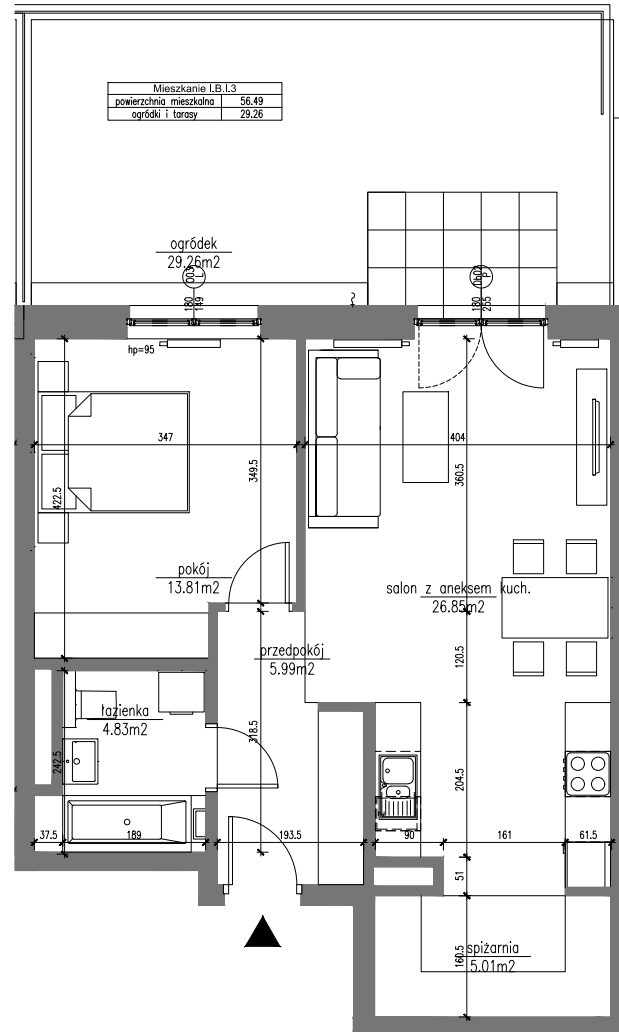 Mieszkanie I.B.I.3
powierzchnia mieszkalna 56.49
ogródki i tarasy 29.26
ogródek
29.26m2
003
L
180
149
0b02
P
180
255
hp=95
347
404
422.5
349.5
360.5
pokój
13.81m2
salon z aneksem kuch.
26.85m2
przedpokój
5.99m2
120.5
łazienka
4.83m2
318.5
242.5
204.5
37.5
189
193.5
90
161
61.5
51
spiżarnia
5.01m2
160.5